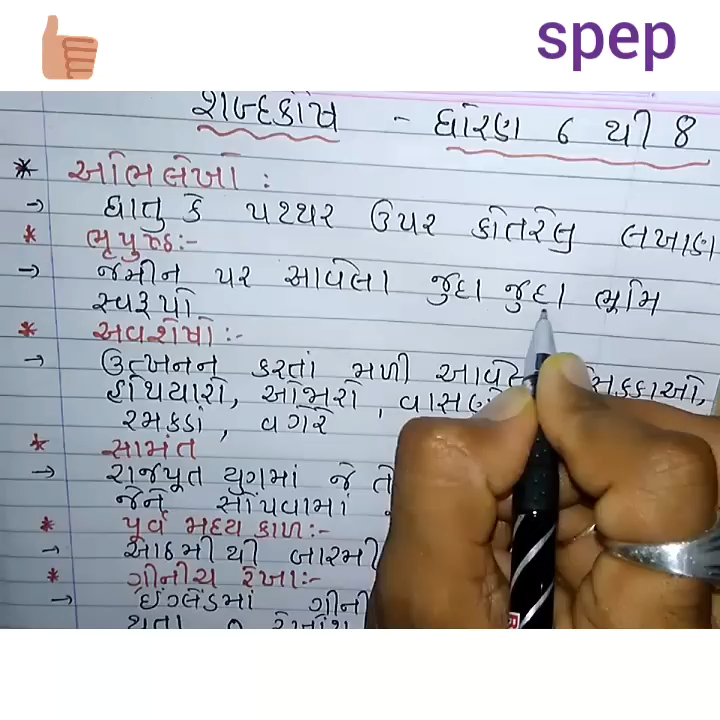 spep
શબ્દકોષ - ધોરણ 6 થી 8
* અભિલેખો :
→ ધાતુ કે પથ્થર ઉપર કોતરેલુ લખાણ
* ભૃપુષ્ઠ:-
→ જમીન પર આવેલા જુદા જુદા ભૂમિ
સ્વરૂપો
* અવશેષો:-
→ ઉત્ખનન કરતાં મળી સિક્કાઓ,
હથિયારો, ઓજારો, વાસણ
રમકડાં, વગેરે
* સામંત
→ રાજપૂત યુગમાં જે
જેને સોંપવામાં
* પૂર્વ મધ્ય કાળ:-
→ આઠમી થી બારમી
* ગ્રીનીચ રેખા:-
→ ઇંગ્લેંડમાં